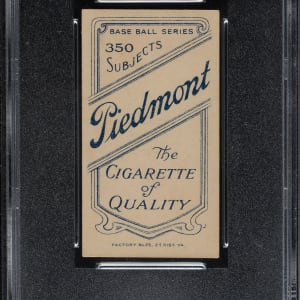 BASE BALL SERIES
350
SUBJECTS
Piedmont
The
CIGARETTE
of
QUALITY
FACTORY No 25, 2ND DIST. VA.